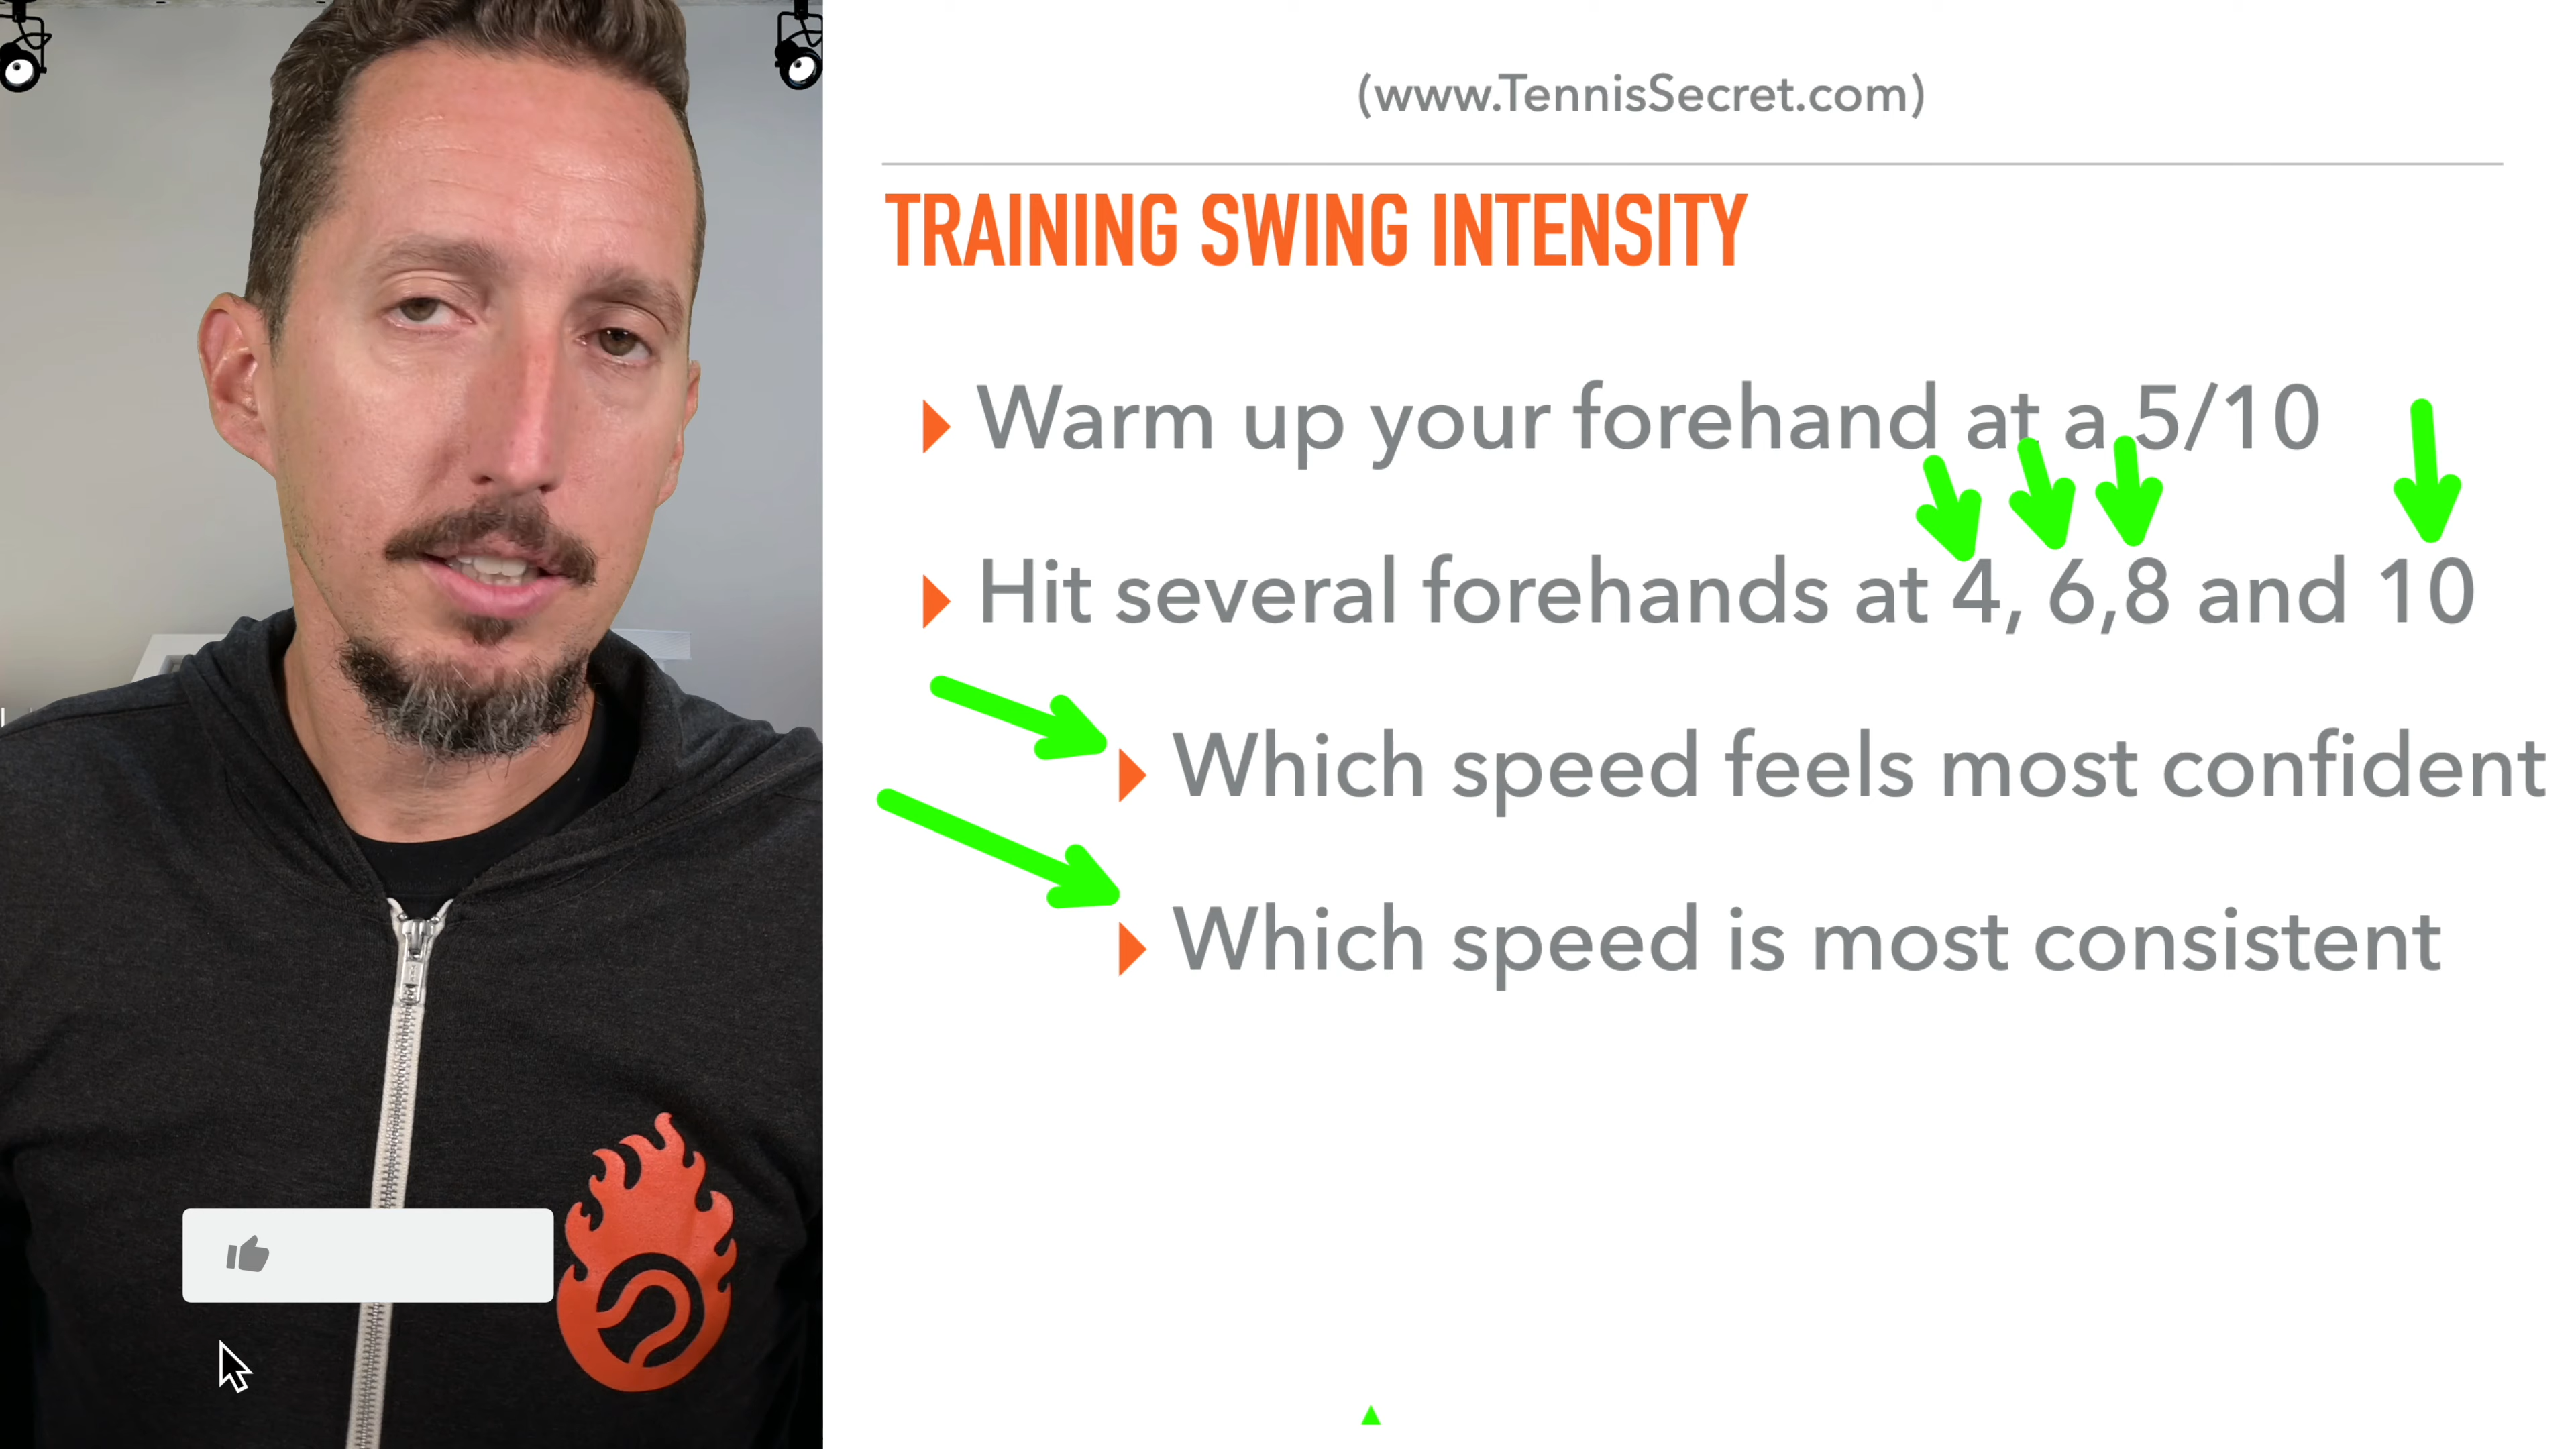 (www.TennisSecret.com)
TRAINING SWING INTENSITY
Warm up your forehand at a 5/10
Hit several forehands at 4, 6,8 and 10
Which speed feels most confident
Which speed is most consistent